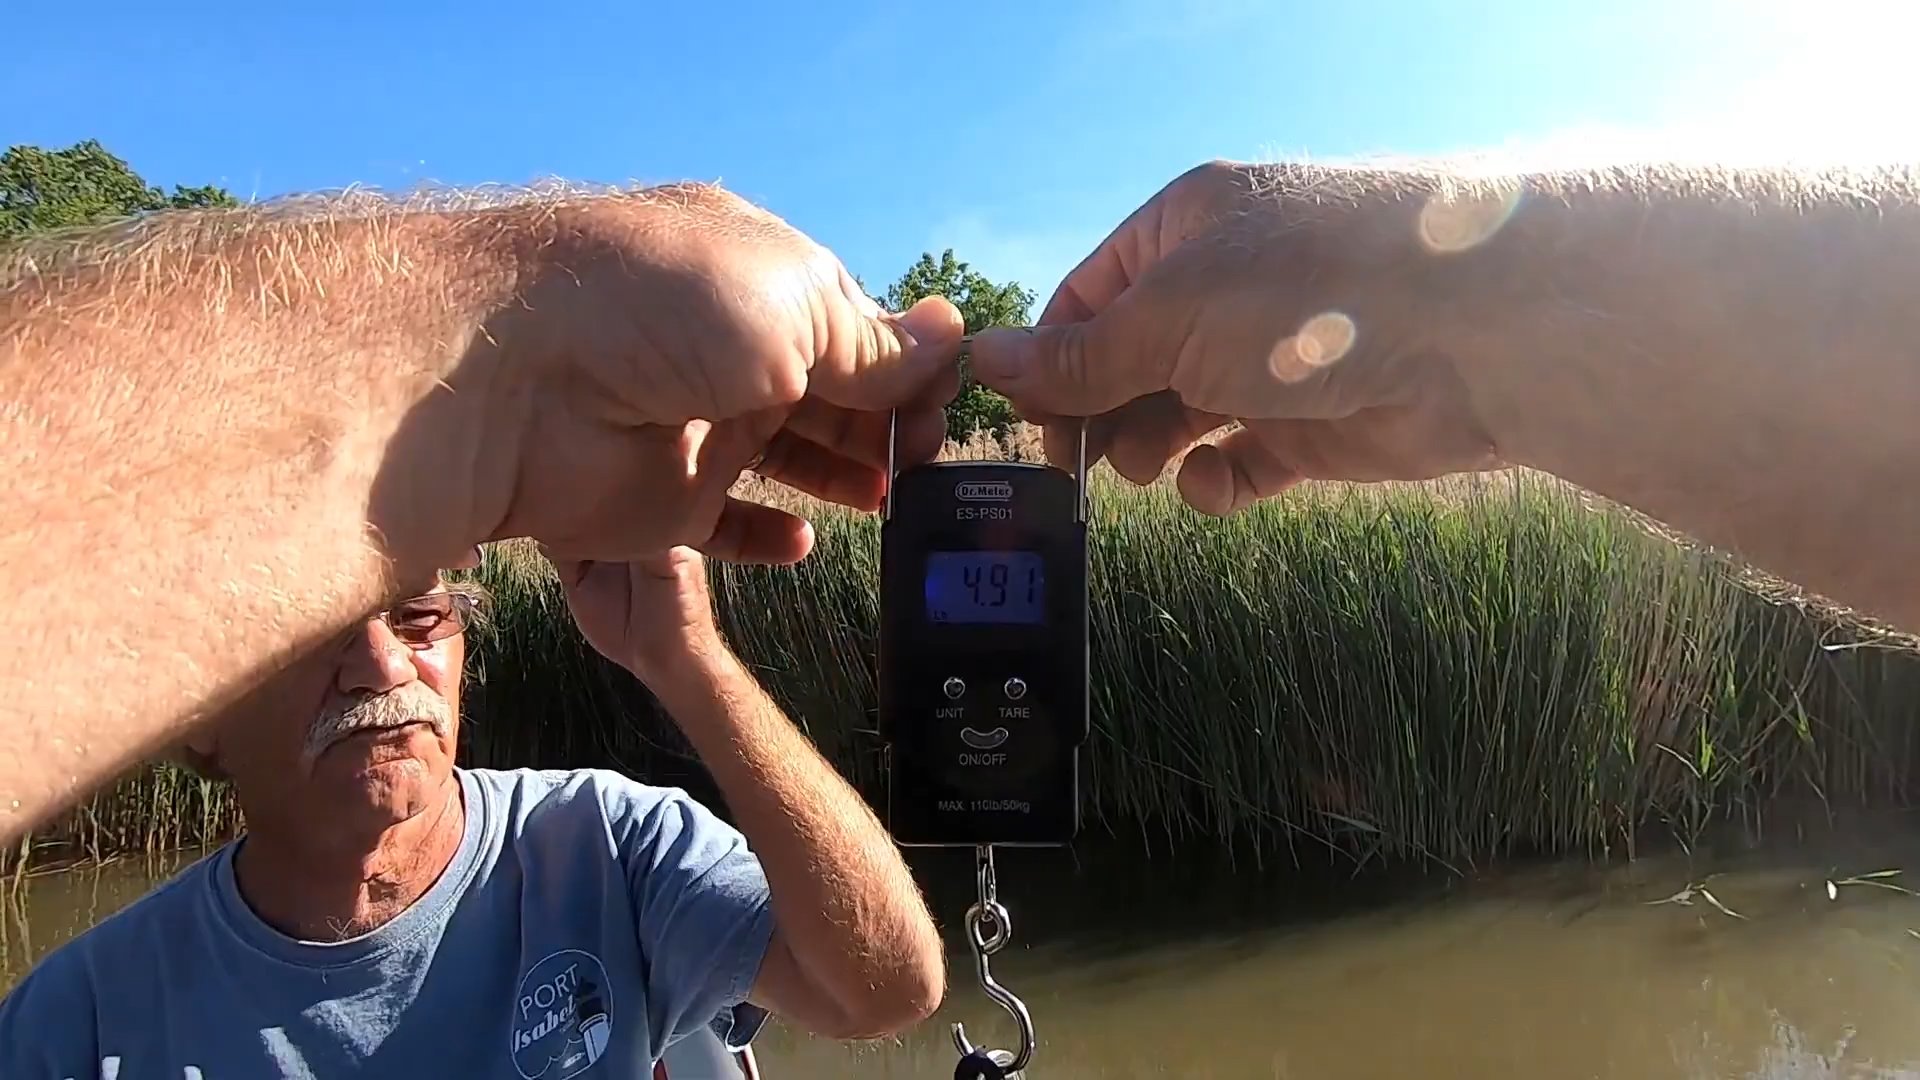 Dr.Meter
ES-PS01
4.91
Lb
UNIT TARE
ON/OFF
MAX 110lb/50kg
PORT
Isabel